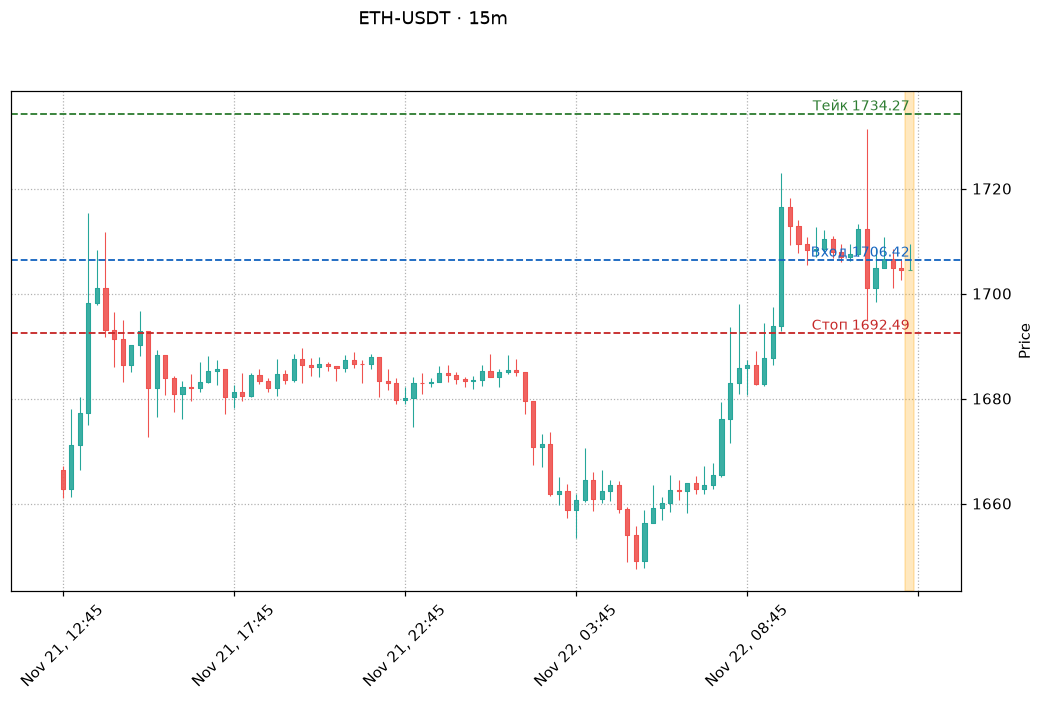 ETH-USDT · 15m
Тейк 1734.27
1720
Вход 1706.42
1700
Стоп 1692.49
Price
1680
1660
Nov 21, 12:45
Nov 21, 17:45
Nov 21, 22:45
Nov 22, 03:45
Nov 22, 08:45